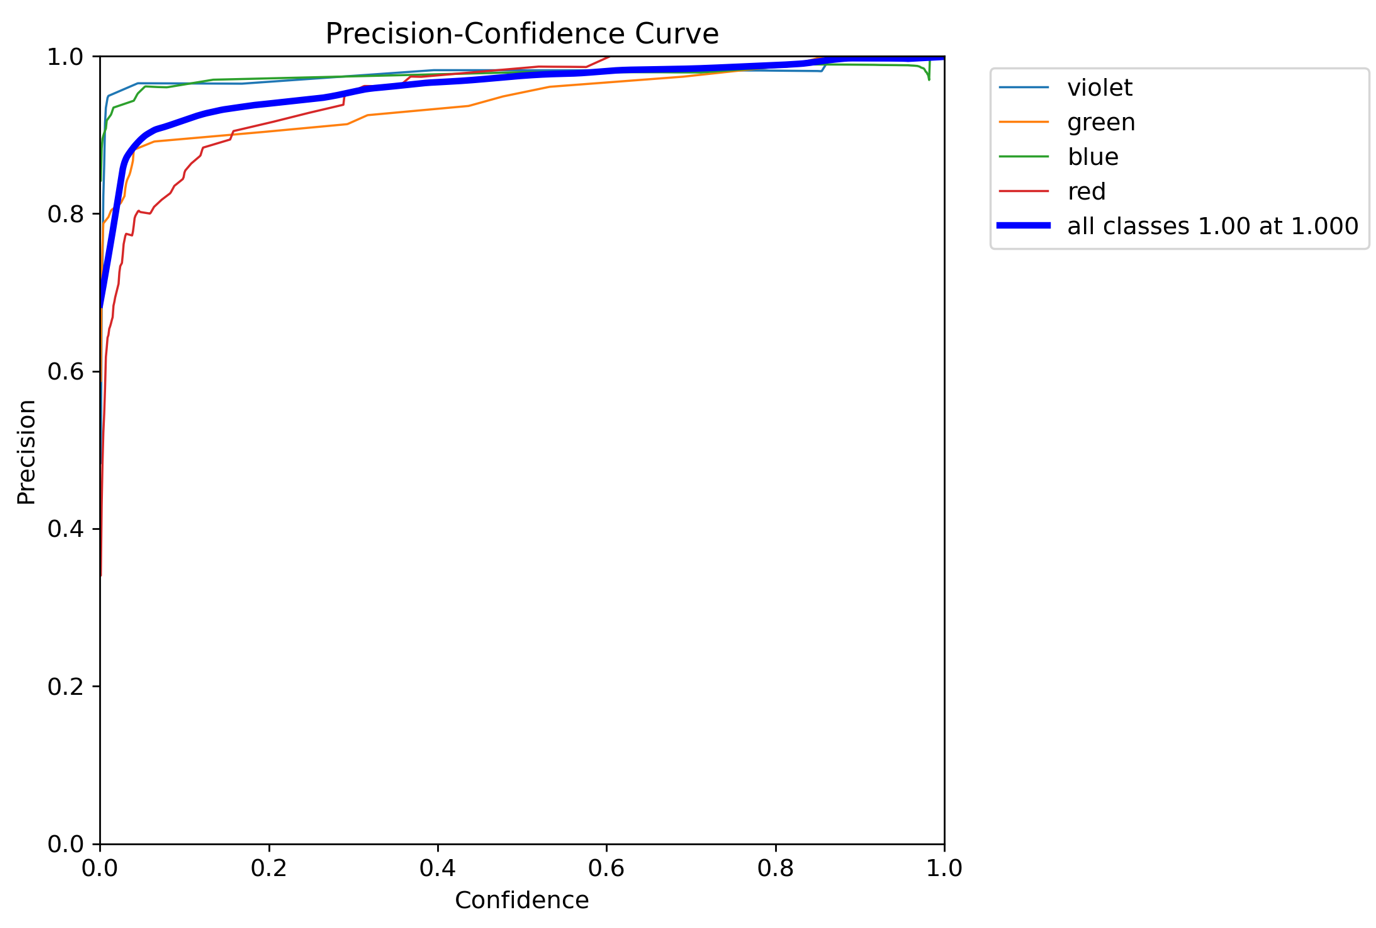 Precision-Confidence Curve
1.0
0.8
0.6
0.4
0.2
0.0
Precision
0.0 0.2 0.4 0.6 0.8 1.0
Confidence
violet
green
blue
red
all classes 1.00 at 1.000